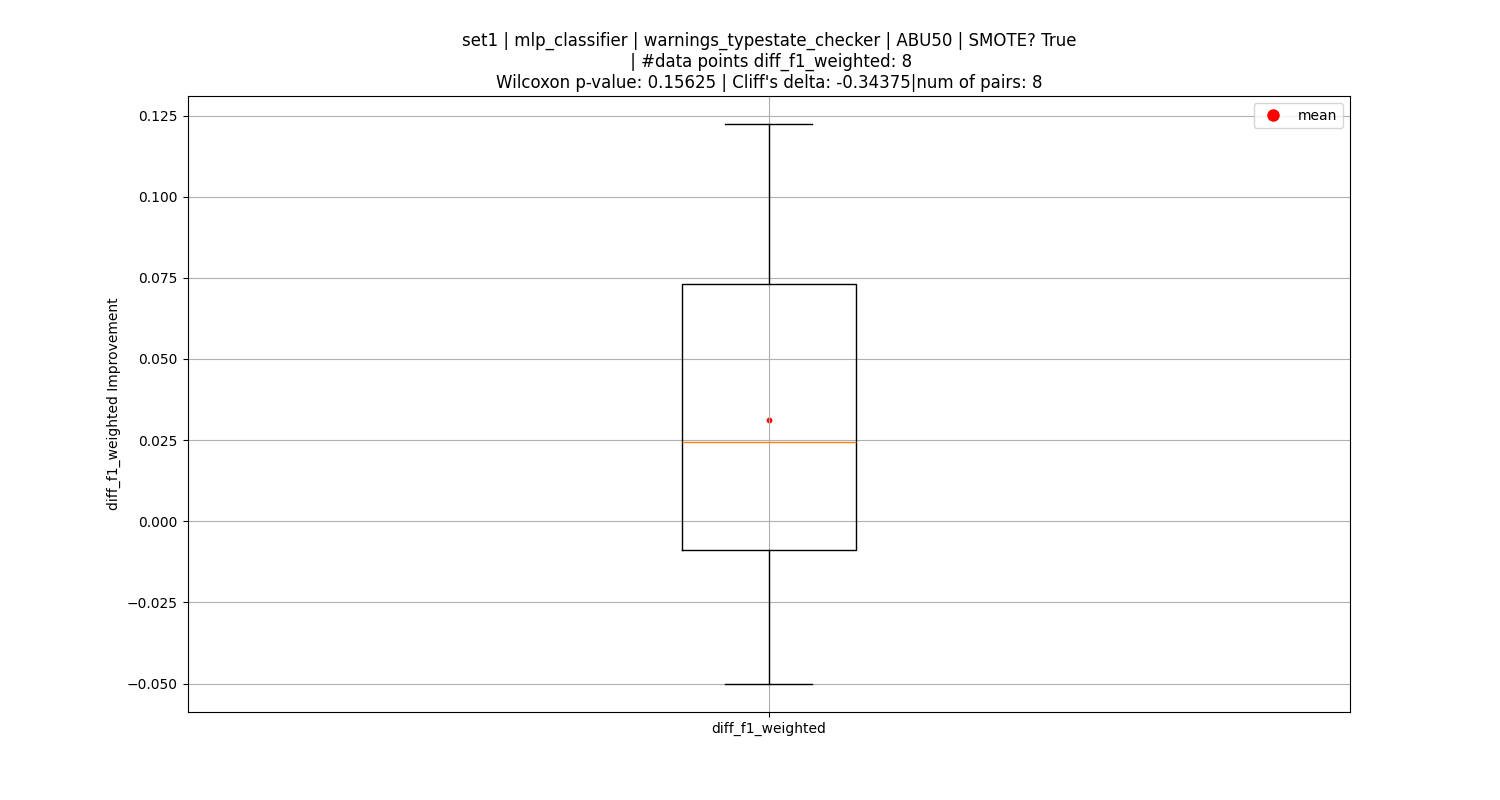 set1 | mlp_classifier | warnings_typestate_checker | ABU50 | SMOTE? True
| #data points diff_f1_weighted: 8
Wilcoxon p-value: 0.15625 | Cliff's delta: -0.34375|num of pairs: 8
mean
0.125
0.100
0.075
0.050
0.025
0.000
−0.025
−0.050
diff_f1_weighted Improvement
diff_f1_weighted